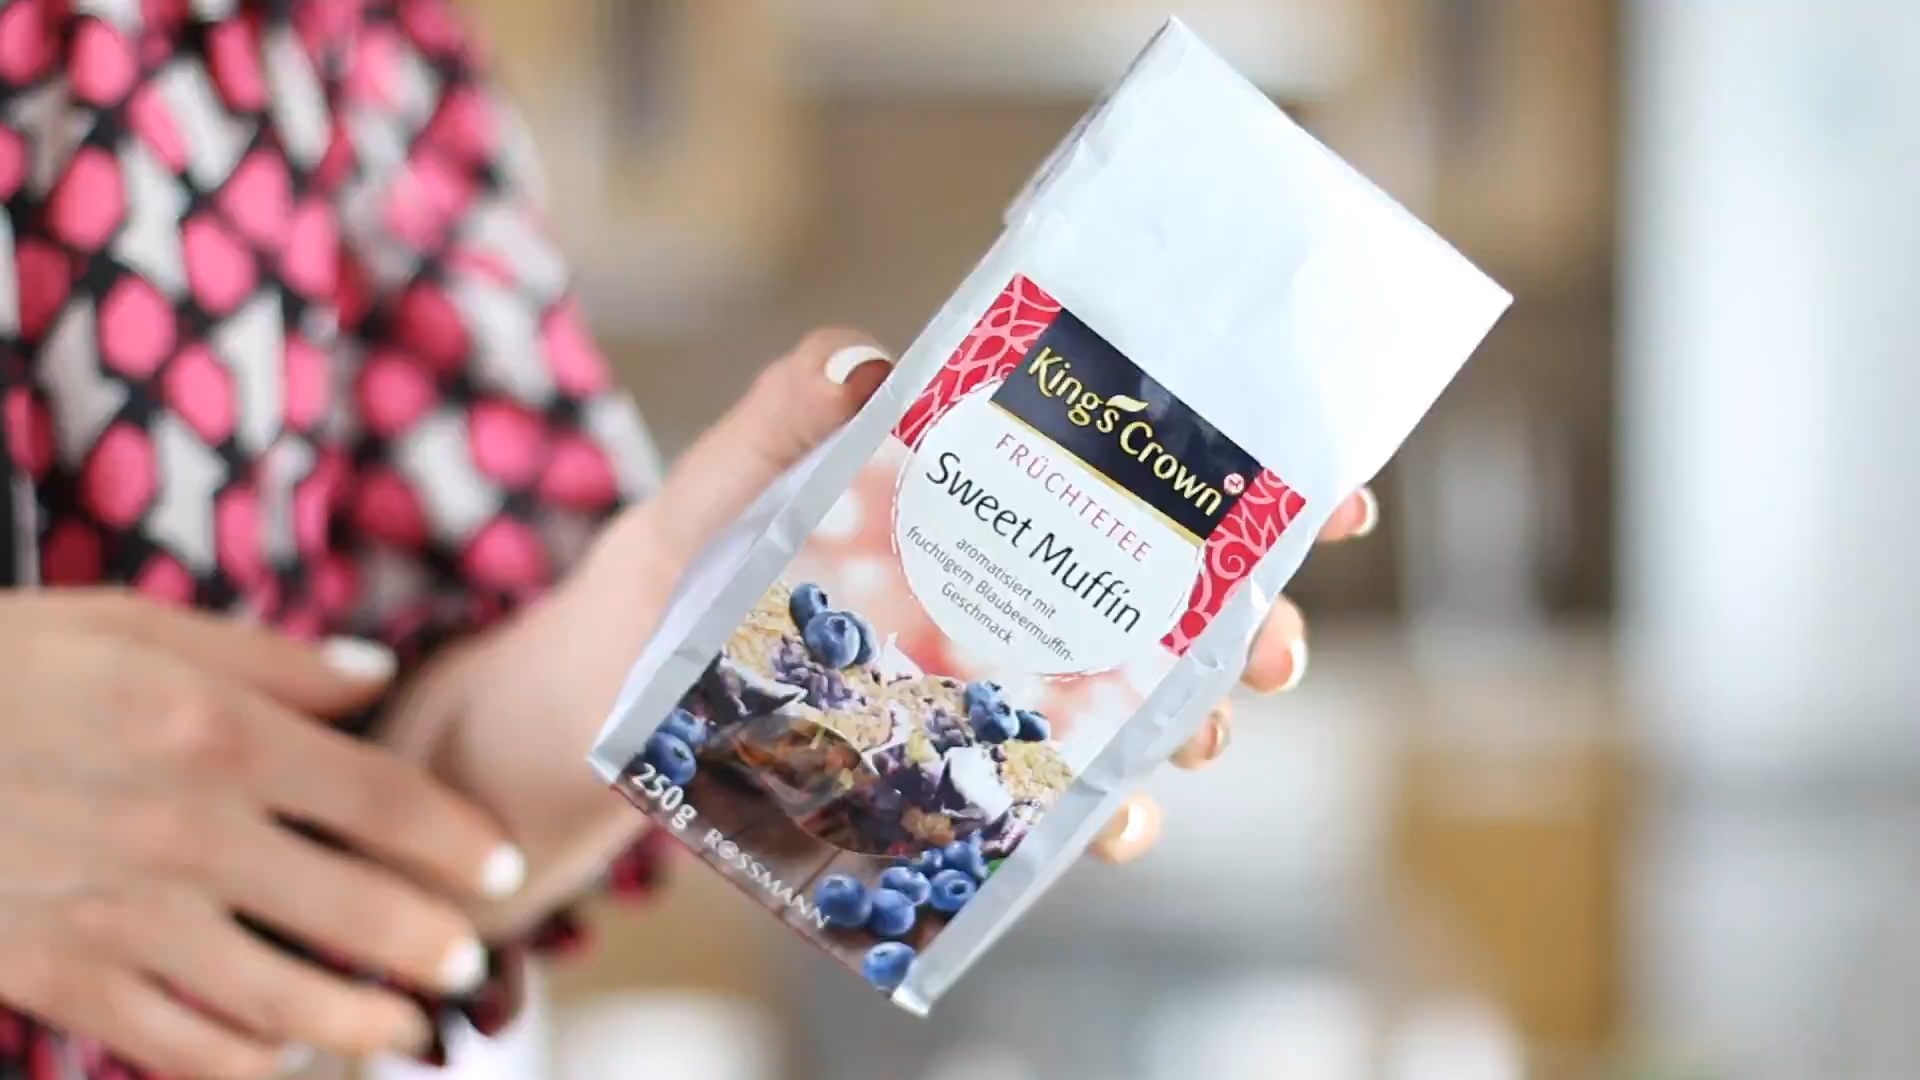 King's Crown
FRÜCHTETEE
Sweet Muffin
aromatisiert mit
fruchtigem Blaubeermuffin-
Geschmack
250g ROSSMANN